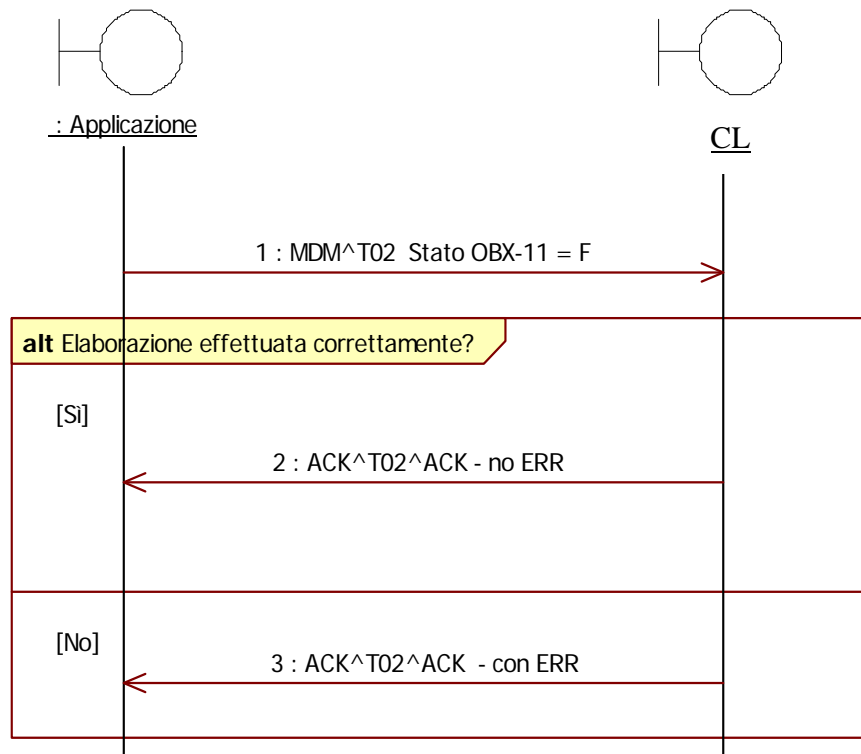 : Applicazione
CL
1 : MDM^T02 Stato OBX-11 = F
alt Elaborazione effettuata correttamente?
[Sì]
2 : ACK^T02^ACK - no ERR
[No]
3 : ACK^T02^ACK - con ERR